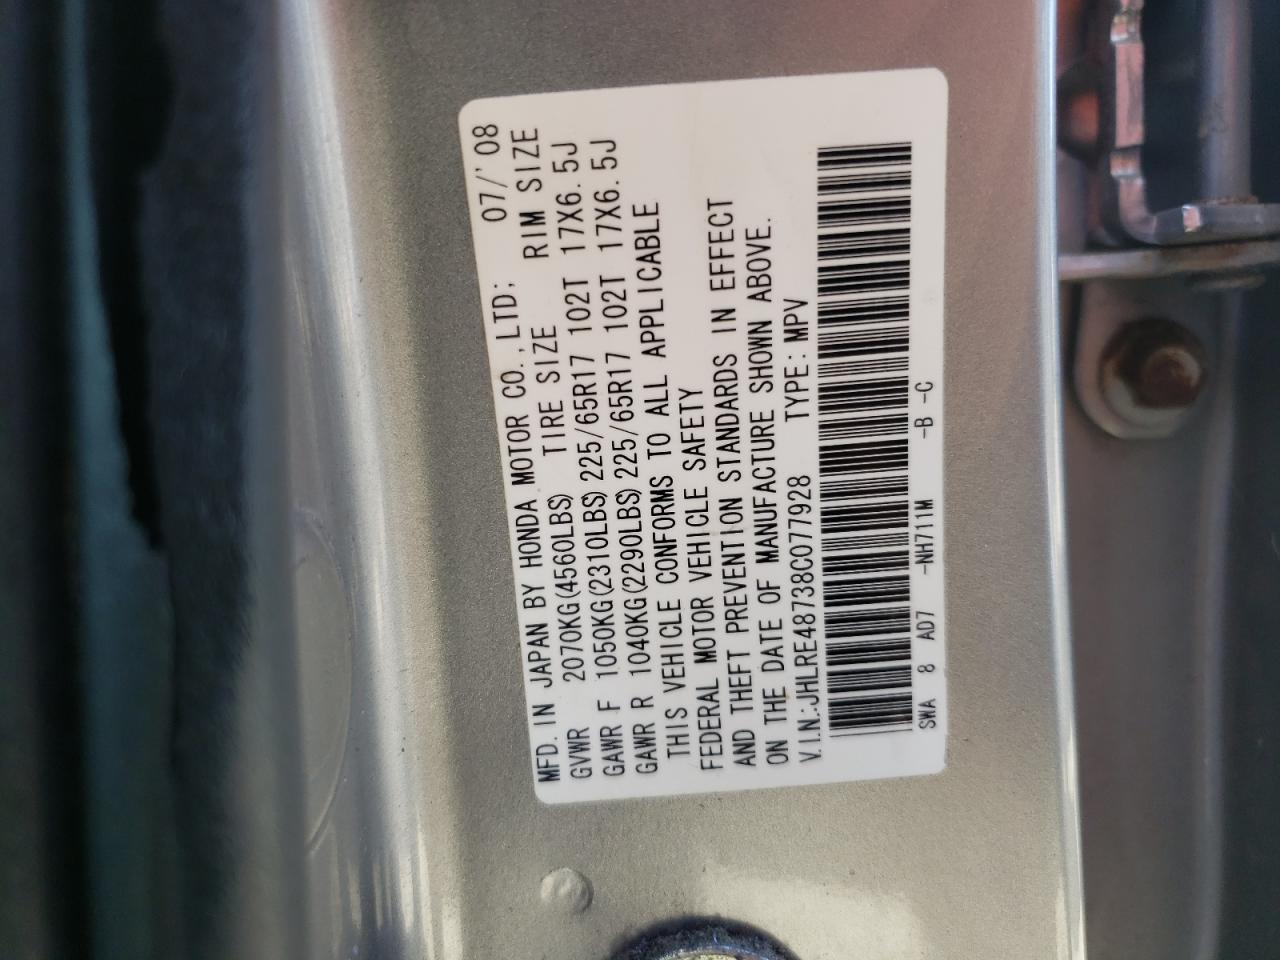 MFD. IN JAPAN BY HONDA MOTOR CO., LTD: 07/'08
GVWR 2070KG(4560LBS) TIRE SIZE RIM SIZE
GAWR F 1050KG(2310LBS) 225/65R17 102T 17X6.5J
GAWR R 1040KG(2290LBS) 225/65R17 102T 17X6.5J
THIS VEHICLE CONFORMS TO ALL APPLICABLE
FEDERAL MOTOR VEHICLE SAFETY
AND THEFT PREVENTION STANDARDS IN EFFECT
ON THE DATE OF MANUFACTURE SHOWN ABOVE.
V.I.N.:JHLRE48738C077928 TYPE:MPV
SWA 8 AD7 -NH711M -B -C